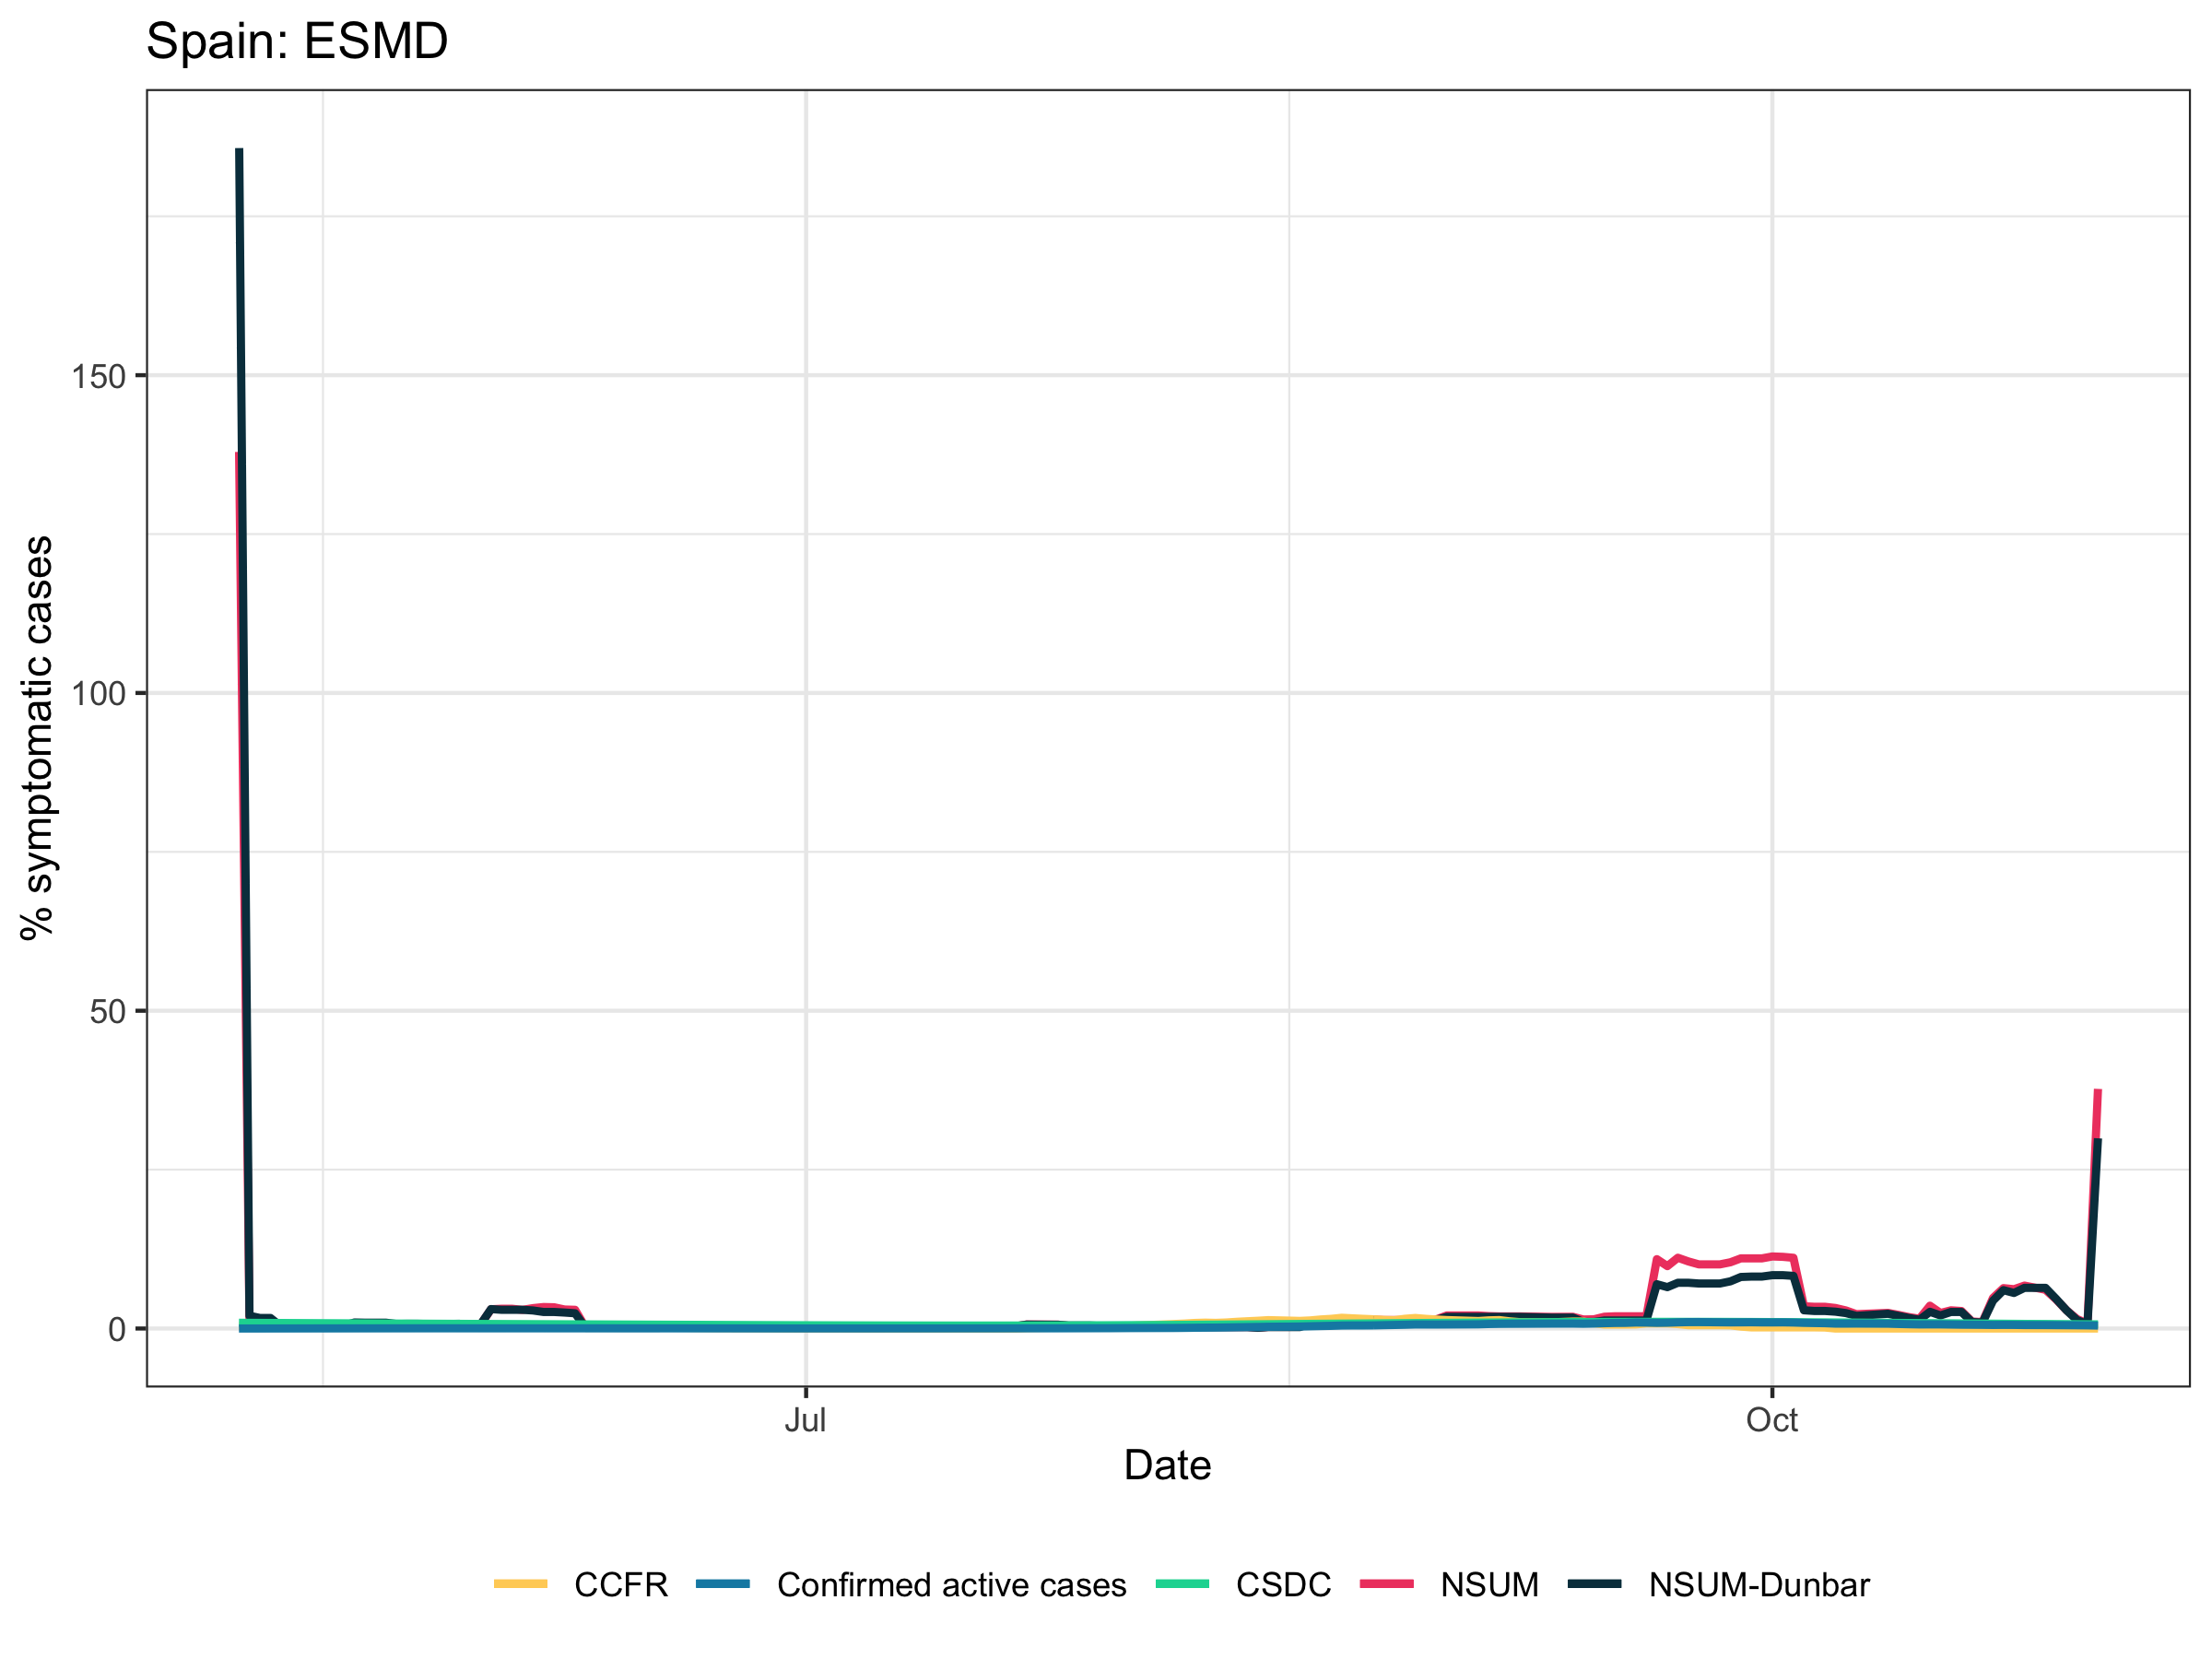 Spain: ESMD
% symptomatic cases
150
100
50
0
Jul Oct
Date
CCFR Confirmed active cases CSDC NSUM NSUM-Dunbar